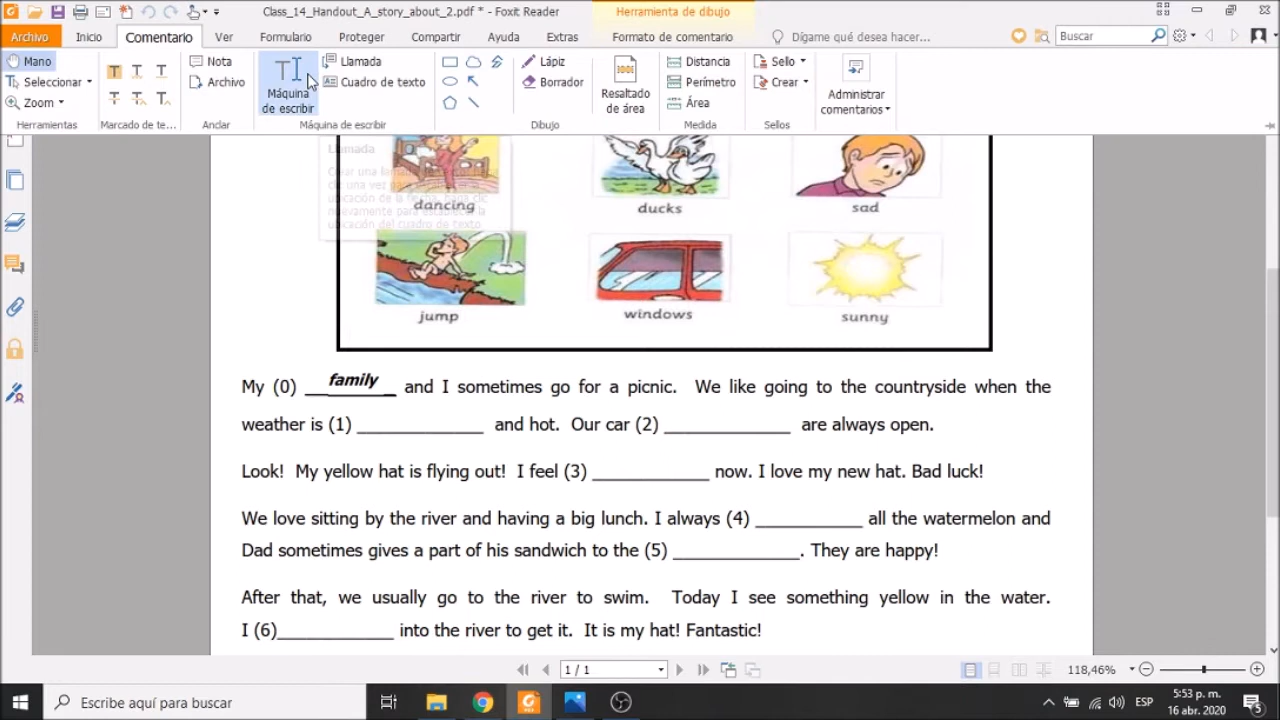 Class_14_Handout_A_story_about_2.pdf * - Foxit Reader
Herramienta de dibujo
Archivo
Inicio
Comentario
Ver
Formulario
Proteger
Compartir
Ayuda
Extras
Formato de comentario
Dígame qué desea hacer...
Buscar
Mano
Seleccionar
Zoom
Herramientas
Marcado de te...
Nota
Archivo
Anclar
Máquina
de escribir
Llamada
Cuadro de texto
Máquina de escribir
Lápiz
Borrador
Dibujo
Resaltado
de área
Distancia
Perímetro
Área
Medida
Sello
Crear
Sellos
Administrar
comentarios
Llamada
dancing
ducks
sad
jump
windows
sunny
My (0) __family__ and I sometimes go for a picnic. We like going to the countryside when the
weather is (1) _____________ and hot. Our car (2) _____________ are always open.
Look! My yellow hat is flying out! I feel (3) ____________ now. I love my new hat. Bad luck!
We love sitting by the river and having a big lunch. I always (4) ___________ all the watermelon and
Dad sometimes gives a part of his sandwich to the (5) _____________. They are happy!
After that, we usually go to the river to swim. Today I see something yellow in the water.
I (6)____________ into the river to get it. It is my hat! Fantastic!
1 / 1
118,46%
Escribe aquí para buscar
ESP
5:53 p. m.
16 abr. 2020
5